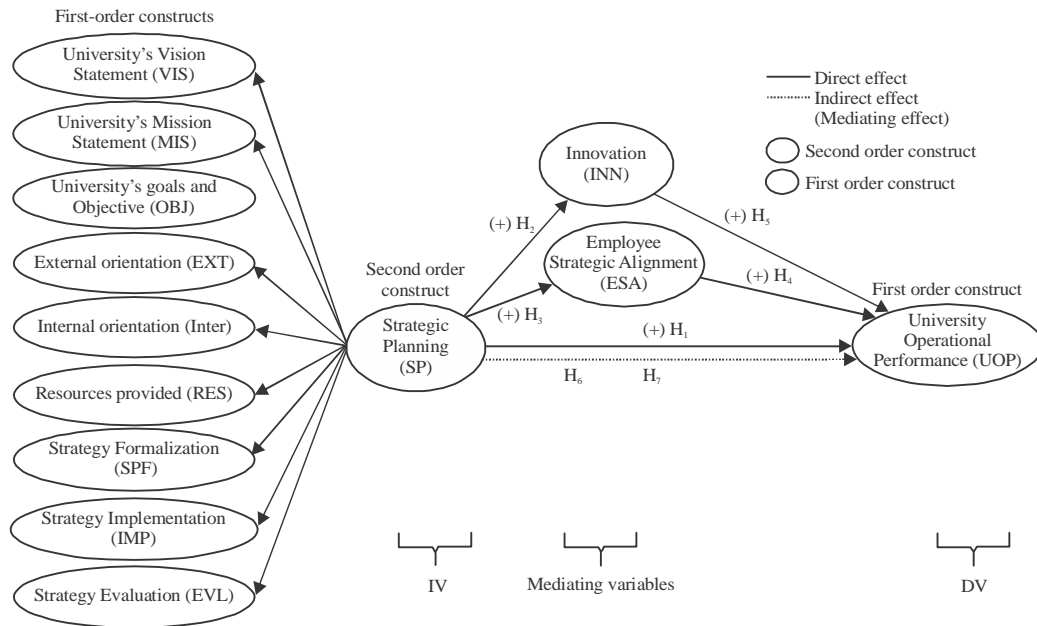 First-order constructs
University's Vision
Statement (VIS)
University's Mission
Statement (MIS)
University's goals and
Objective (OBJ)
External orientation (EXT)
Internal orientation (Inter)
Resources provided (RES)
Strategy Formalization
(SPF)
Strategy Implementation
(IMP)
Strategy Evaluation (EVL)
Second order
construct
Strategic
Planning
(SP)
(+) H2
(+) H3
Innovation
(INN)
Employee
Strategic Alignment
(ESA)
(+) H5
(+) H4
(+) H1
H6 H7
Direct effect
Indirect effect
(Mediating effect)
Second order construct
First order construct
First order construct
University
Operational
Performance (UOP)
IV
Mediating variables
DV